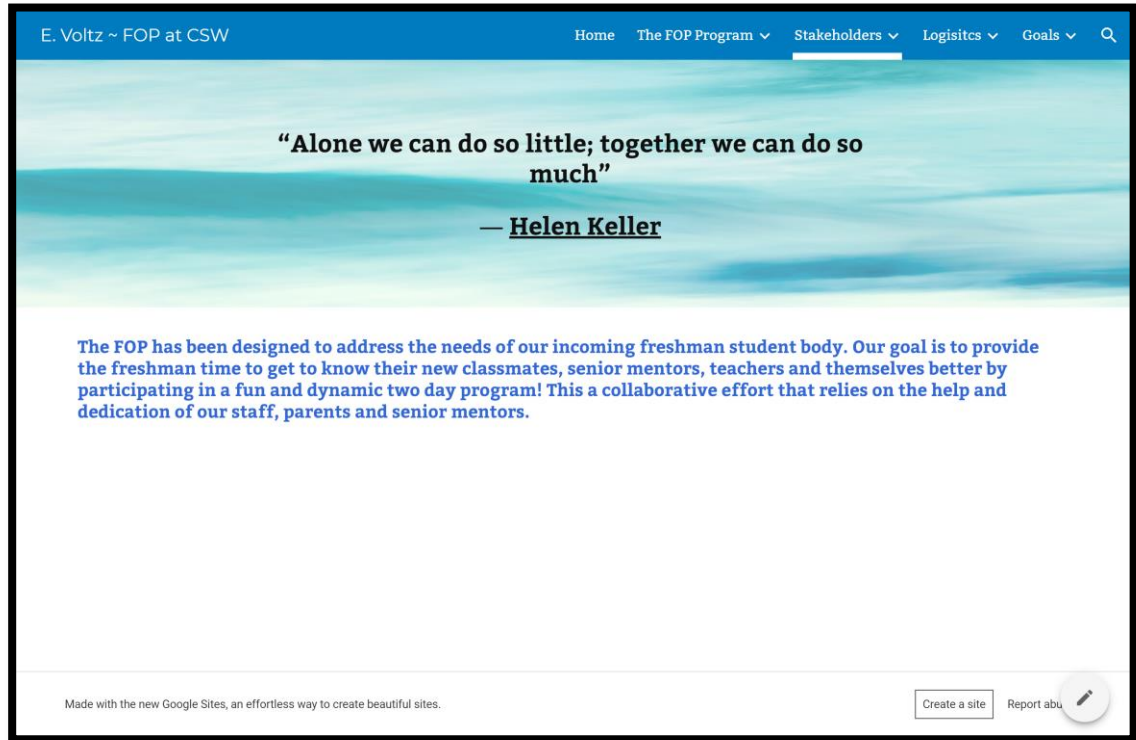 E. Voltz ~ FOP at CSW
Home The FOP Program Stakeholders Logisitcs Goals
“Alone we can do so little; together we can do so
much”
— Helen Keller
The FOP has been designed to address the needs of our incoming freshman student body. Our goal is to provide
the freshman time to get to know their new classmates, senior mentors, teachers and themselves better by
participating in a fun and dynamic two day program! This a collaborative effort that relies on the help and
dedication of our staff, parents and senior mentors.
Made with the new Google Sites, an effortless way to create beautiful sites.
Create a site Report abu